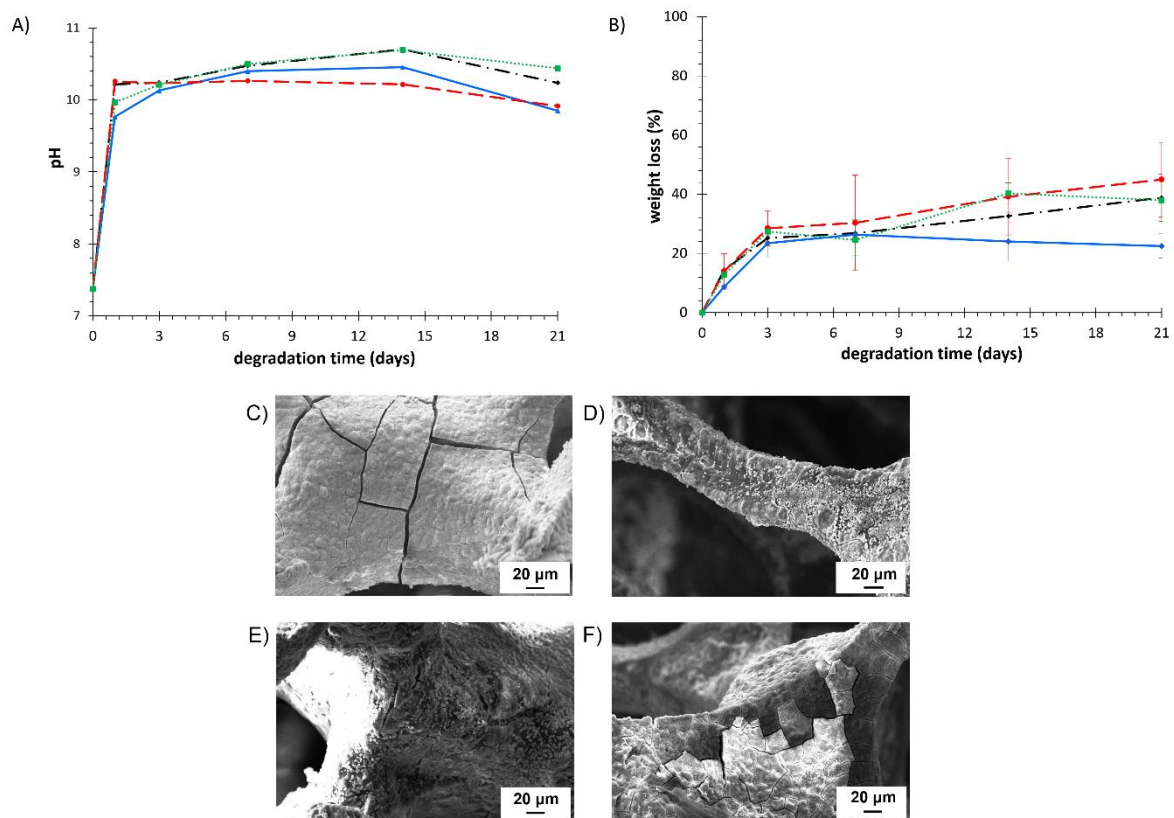 A)
11
10
9
8
7
pH
0 3 6 9 12 15 18 21
degradation time (days)
B)
100
80
60
40
20
0
weight loss (%)
0 3 6 9 12 15 18 21
degradation time (days)
C)
20 µm
D)
20 µm
E)
20 µm
F)
20 µm